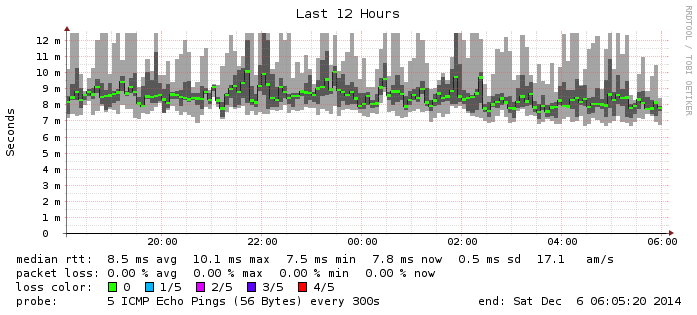 Last 12 Hours
RRDTOOL / TOBI OETIKER
Seconds
12 m
11 m
10 m
9 m
8 m
7 m
6 m
5 m
4 m
3 m
2 m
1 m
0
20:00 22:00 00:00 02:00 04:00 06:00
median rtt: 8.5 ms avg 10.1 ms max 7.5 ms min 7.8 ms now 0.5 ms sd 17.1 am/s
packet loss: 0.00 % avg 0.00 % max 0.00 % min 0.00 % now
loss color: 0 1/5 2/5 3/5 4/5
probe: 5 ICMP Echo Pings (56 Bytes) every 300s end: Sat Dec 6 06:05:20 2014